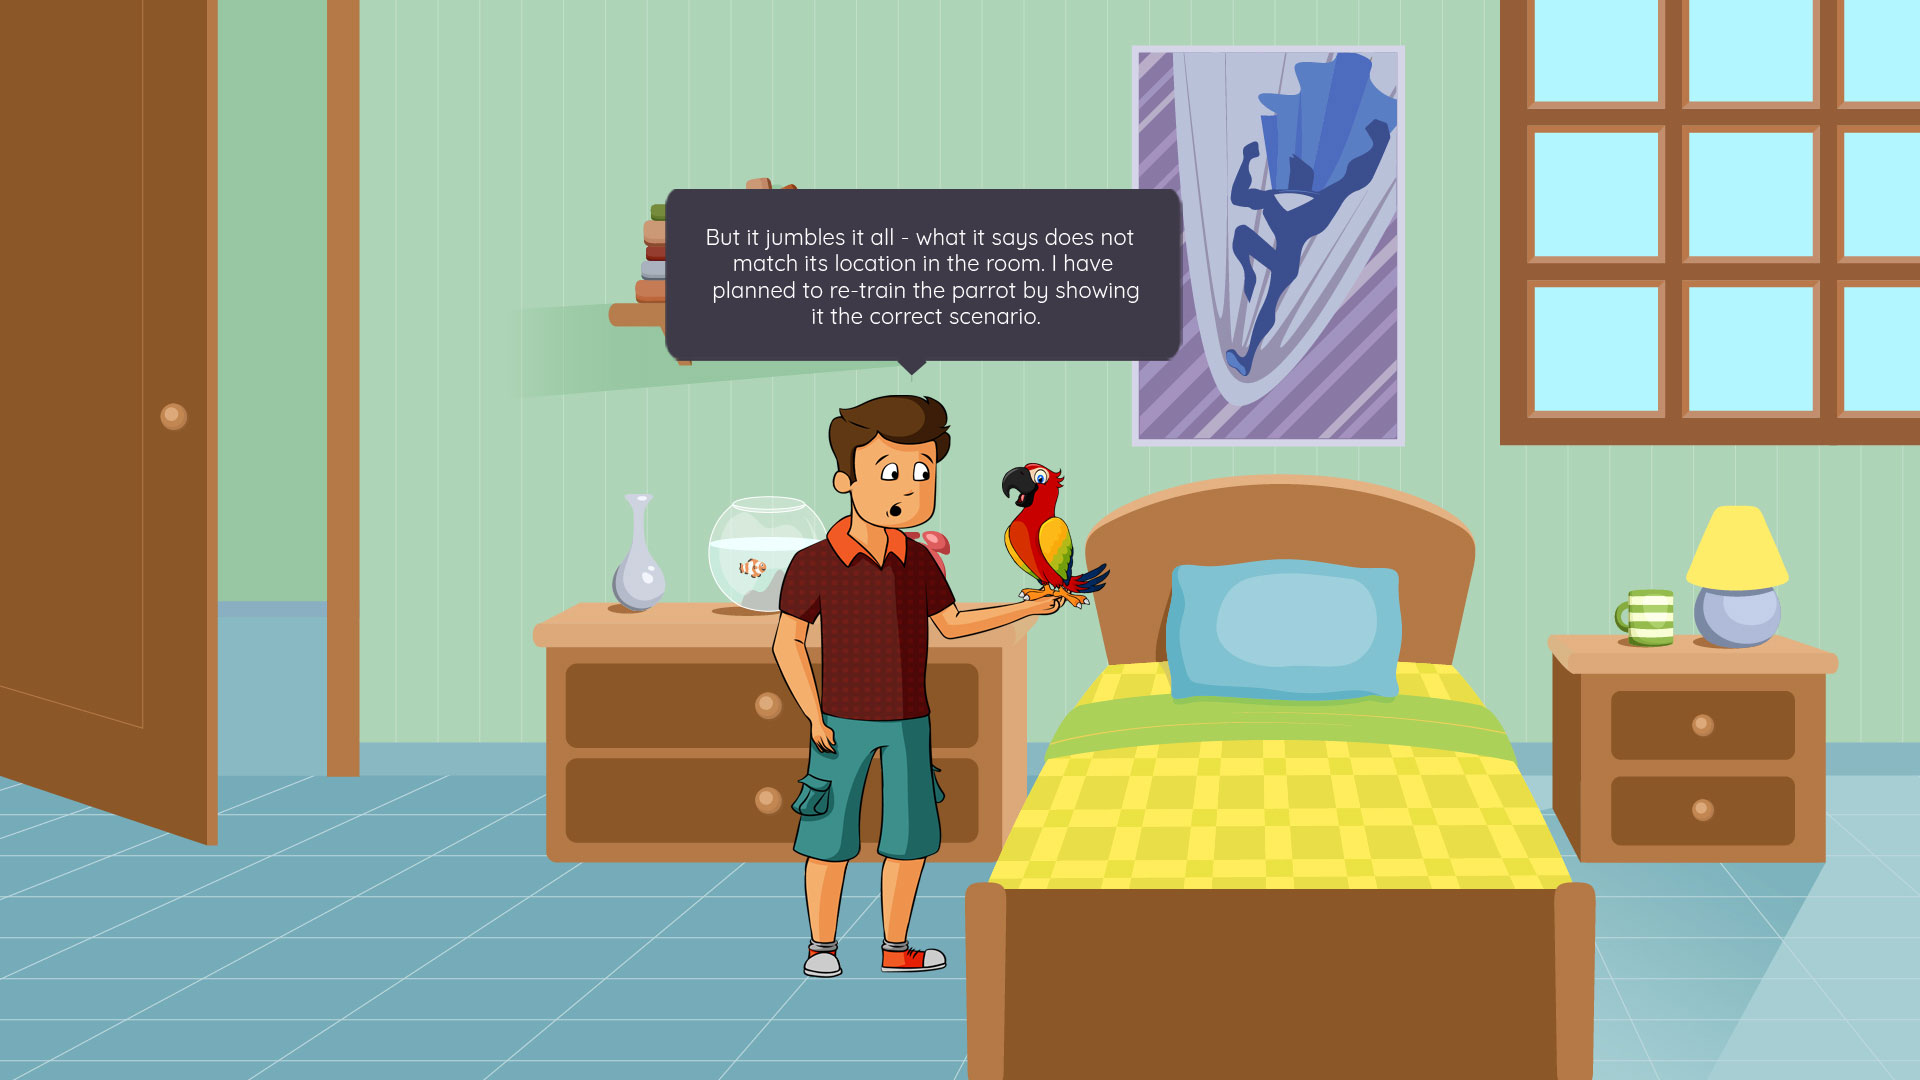 But it jumbles it all - what it says does not
match its location in the room. I have
planned to re-train the parrot by showing
it the correct scenario.